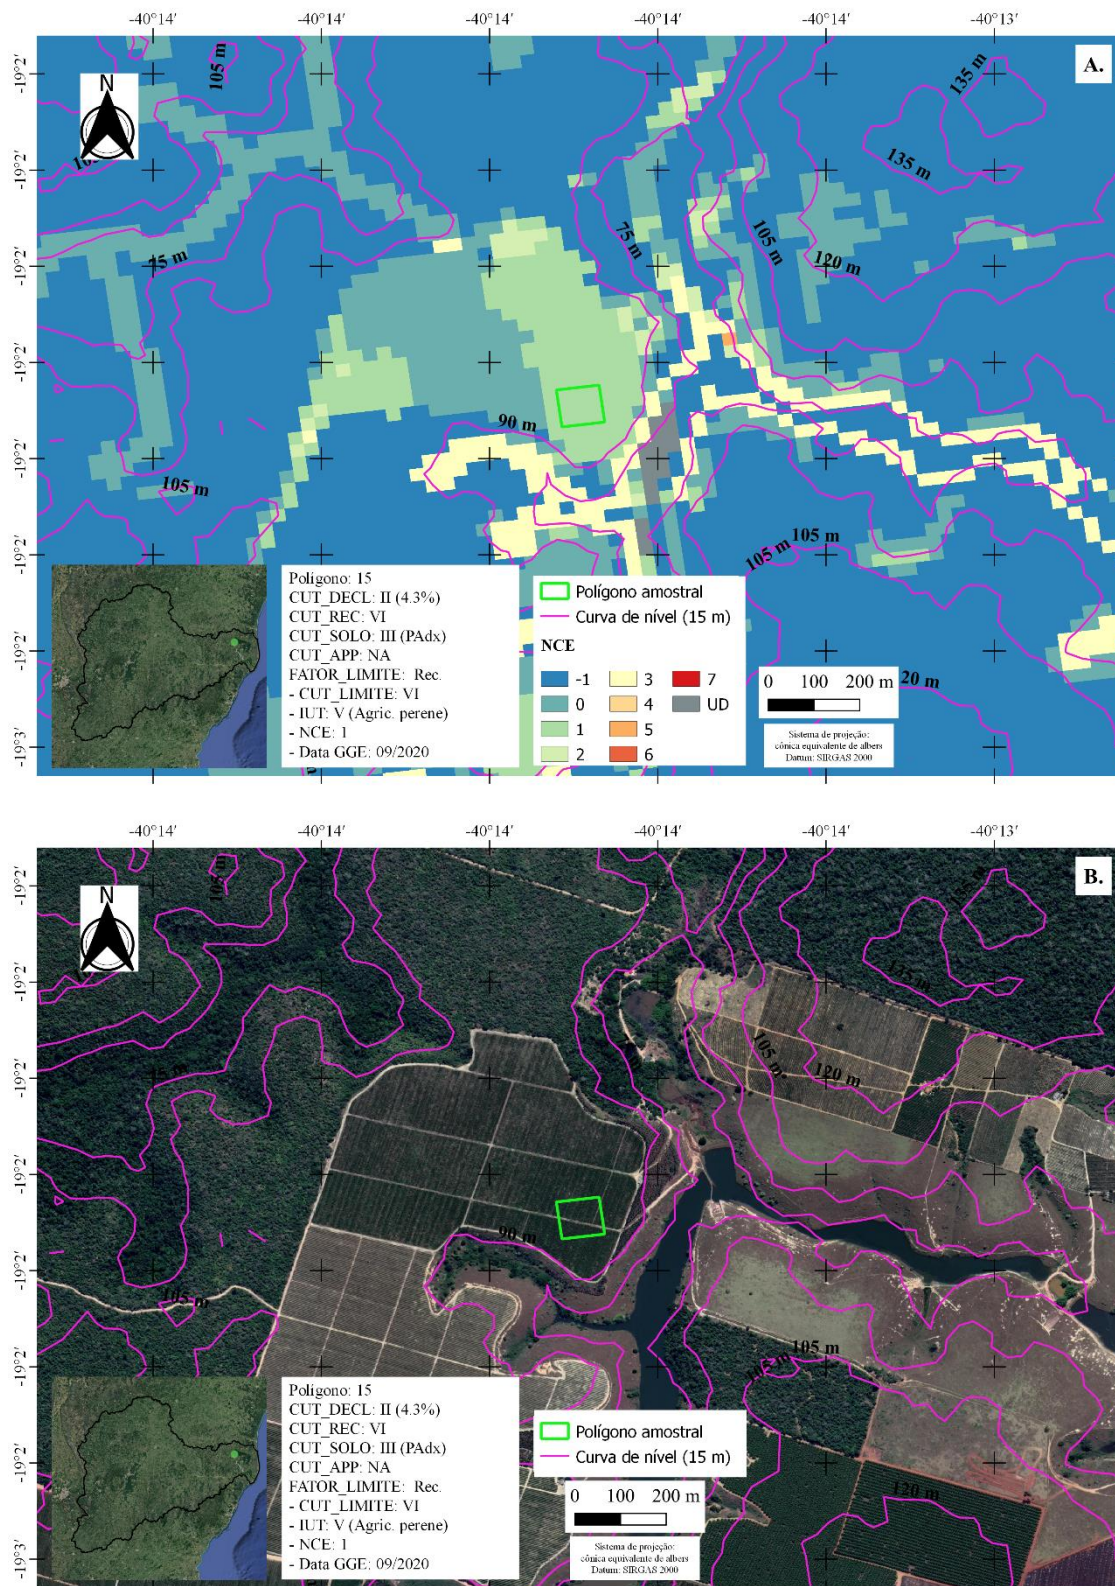 -40°14' -40°14' -40°14' -40°14' -40°14' -40°13'
A.
N
105 m
135 m
135 m
-19°2'
-19°2'
75 m
75 m
105 m
120 m
-19°2'
-19°2'
90 m
-19°2'
105 m
105 m
105 m
-19°2'
-19°2'
-19°3'
Polígono: 15
CUT_DECL: II (4.3%)
CUT_REC: VI
CUT_SOLO: III (PAdx)
CUT_APP: NA
FATOR_LIMITE: Rec.
- CUT_LIMITE: VI
- IUT: V (Agric. perene)
- NCE: 1
- Data GGE: 09/2020
Polígono amostral
Curva de nível (15 m)
NCE
-1 3 7
0 4 UD
1 5
2 6
20 m
0 100 200 m
Sistema de projeção:
cônica equivalente de albers
Datum: SIRGAS 2000
-40°14' -40°14' -40°14' -40°14' -40°14' -40°13'
B.
N
105 m
-19°2'
-19°2'
105 m
120 m
-19°2'
-19°2'
90 m
-19°2'
105 m
105 m
-19°2'
-19°2'
120 m
-19°3'
Polígono: 15
CUT_DECL: II (4.3%)
CUT_REC: VI
CUT_SOLO: III (PAdx)
CUT_APP: NA
FATOR_LIMITE: Rec.
- CUT_LIMITE: VI
- IUT: V (Agric. perene)
- NCE: 1
- Data GGE: 09/2020
Polígono amostral
Curva de nível (15 m)
0 100 200 m
Sistema de projeção:
cônica equivalente de albers
Datum: SIRGAS 2000